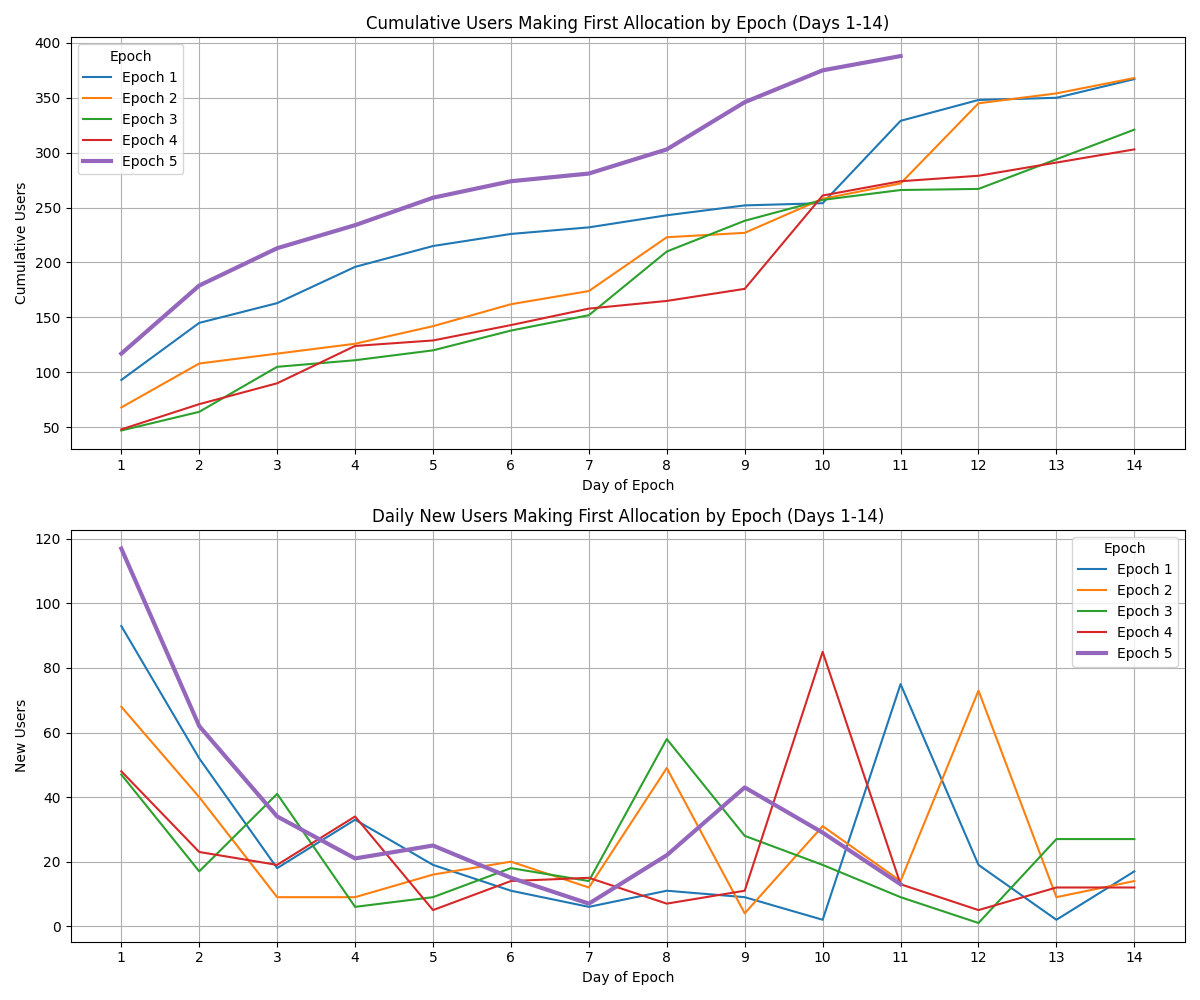 Cumulative Users Making First Allocation by Epoch (Days 1-14)
Cumulative Users
400
350
300
250
200
150
100
50
Epoch
Epoch 1
Epoch 2
Epoch 3
Epoch 4
Epoch 5
1 2 3 4 5 6 7 8 9 10 11 12 13 14
Day of Epoch
Daily New Users Making First Allocation by Epoch (Days 1-14)
New Users
120
100
80
60
40
20
0
Epoch
Epoch 1
Epoch 2
Epoch 3
Epoch 4
Epoch 5
1 2 3 4 5 6 7 8 9 10 11 12 13 14
Day of Epoch